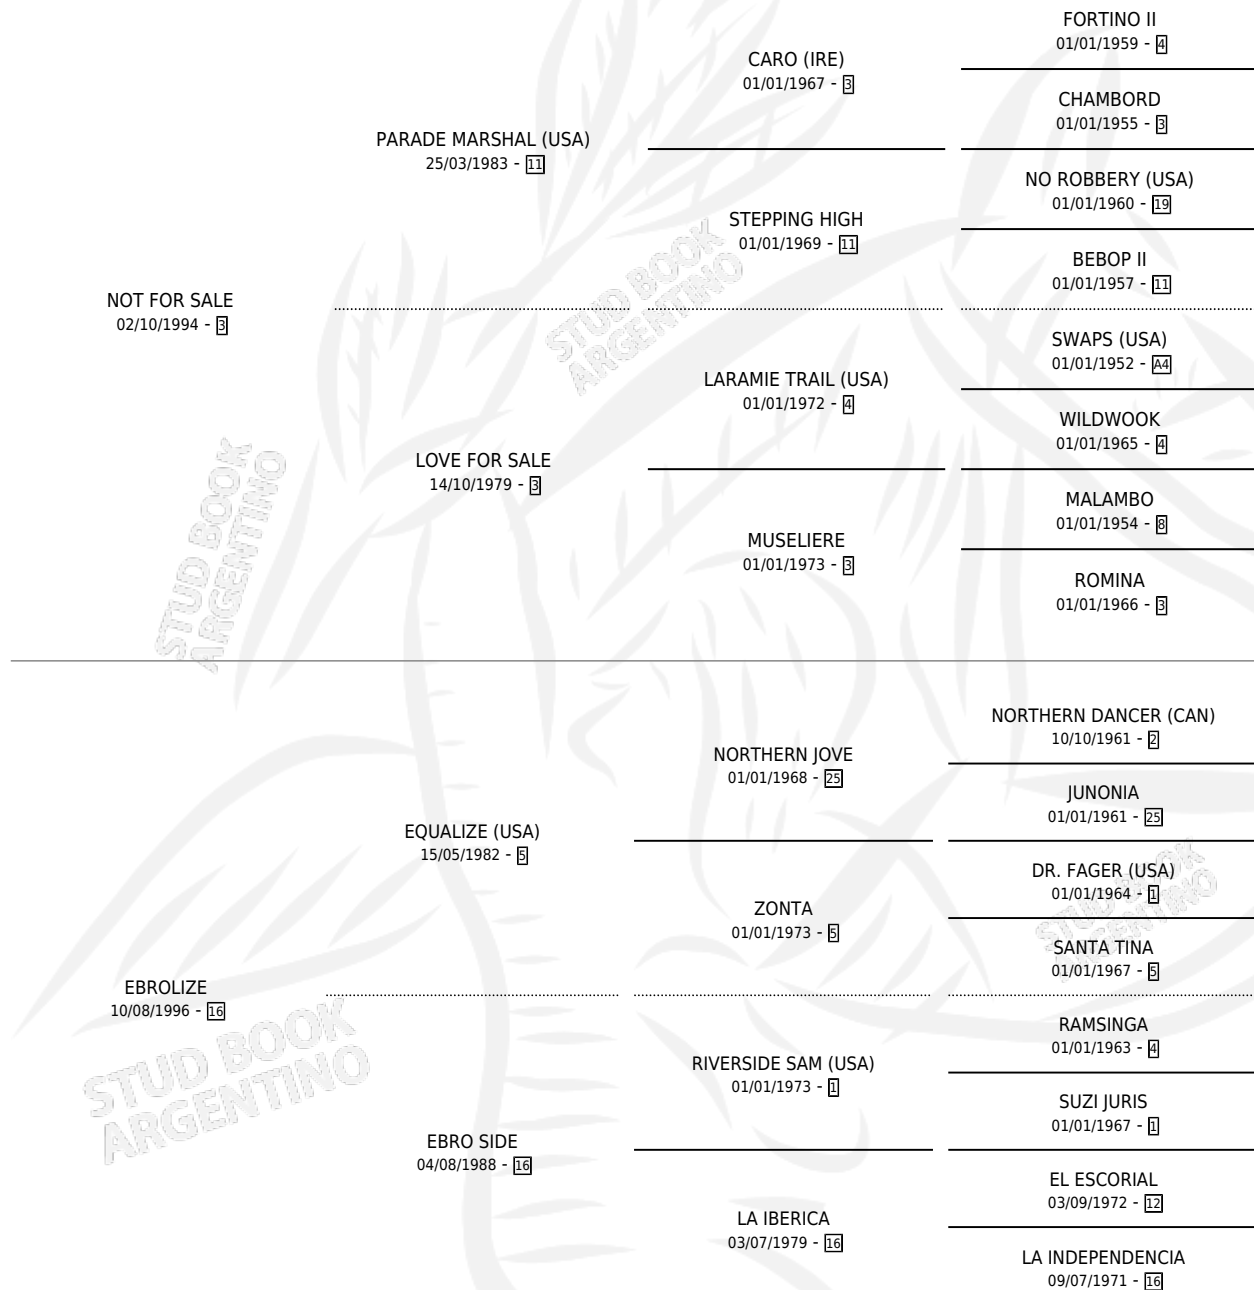 FORTINO II
01/01/1959 - 4
CARO (IRE)
01/01/1967 - 3
CHAMBORD
01/01/1955 - 3
PARADE MARSHAL (USA)
25/03/1983 - 11
NO ROBBERY (USA)
01/01/1960 - 19
STEPPING HIGH
01/01/1969 - 11
BEBOP II
01/01/1957 - 11
NOT FOR SALE
02/10/1994 - 3
SWAPS (USA)
01/01/1952 - A4
LARAMIE TRAIL (USA)
01/01/1972 - 4
WILDWOOK
01/01/1965 - 4
LOVE FOR SALE
14/10/1979 - 3
MALAMBO
01/01/1954 - 8
MUSELIERE
01/01/1973 - 3
ROMINA
01/01/1966 - 3
NORTHERN DANCER (CAN)
10/10/1961 - 2
NORTHERN JOVE
01/01/1968 - 25
JUNONIA
01/01/1961 - 25
EQUALIZE (USA)
15/05/1982 - 5
DR. FAGER (USA)
01/01/1964 - 1
ZONTA
01/01/1973 - 5
SANTA TINA
01/01/1967 - 5
EBROLIZE
10/08/1996 - 16
RAMSINGA
01/01/1963 - 4
RIVERSIDE SAM (USA)
01/01/1973 - 1
SUZI JURIS
01/01/1967 - 1
EBRO SIDE
04/08/1988 - 16
EL ESCORIAL
03/09/1972 - 12
LA IBERICA
03/07/1979 - 16
LA INDEPENDENCIA
09/07/1971 - 16
STUD BOOK
ARGENTINO
STUD BOOK
ARGENTINO
STUD BOOK
ARGENTINO
STUD BOOK
ARGENTINO